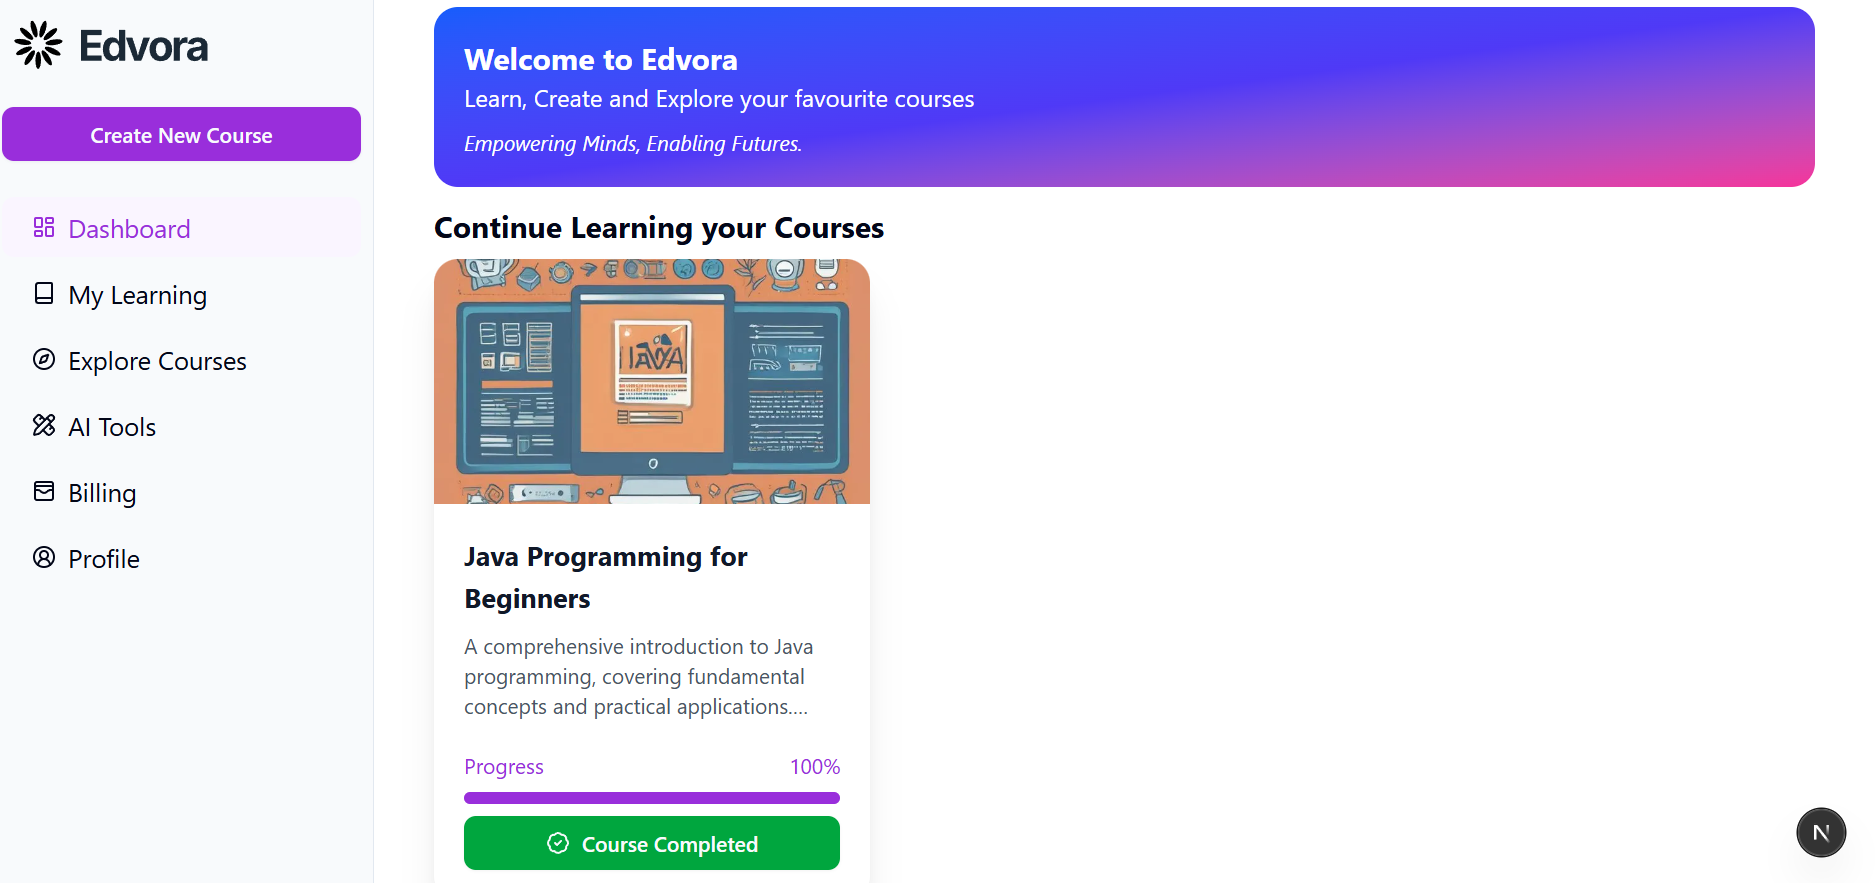 Edvora
Create New Course
Dashboard
My Learning
Explore Courses
AI Tools
Billing
Profile
Welcome to Edvora
Learn, Create and Explore your favourite courses
Empowering Minds, Enabling Futures.
Continue Learning your Courses
Java Programming for
Beginners
A comprehensive introduction to Java
programming, covering fundamental
concepts and practical applications....
Progress 100%
Course Completed
N